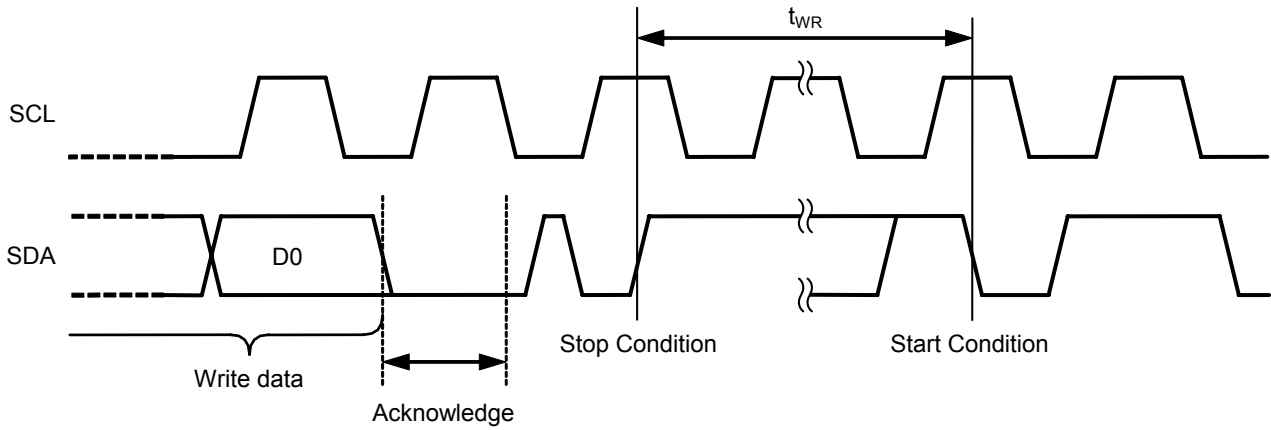 tWR
SCL
SDA
D0
Stop Condition
Start Condition
Write data
Acknowledge